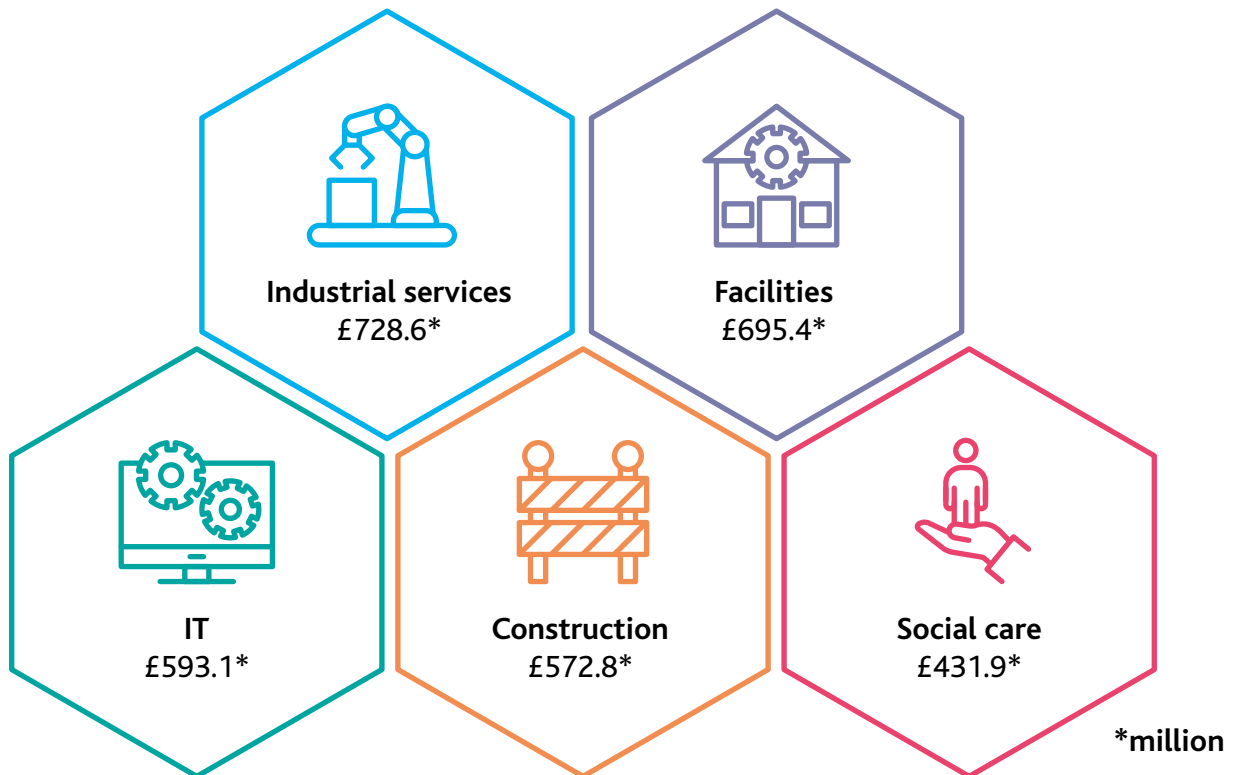 Industrial services
£728.6*
Facilities
£695.4*
IT
£593.1*
Construction
£572.8*
Social care
£431.9*
*million